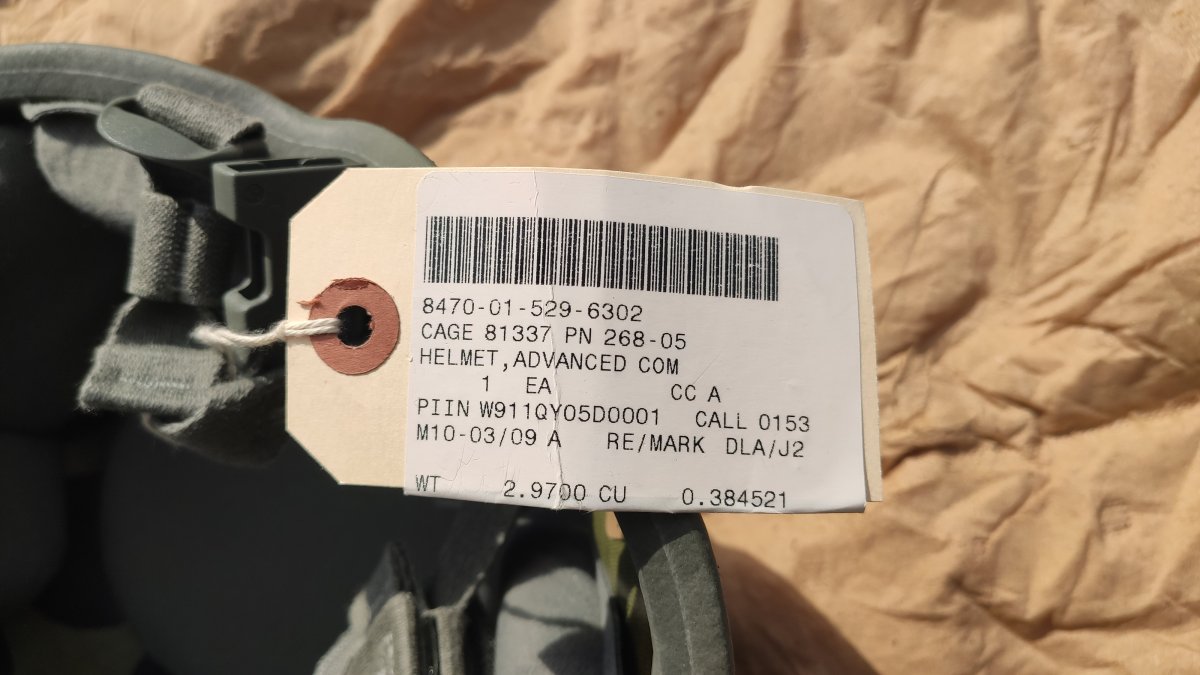 8470-01-529-6302
CAGE 81337 PN 268-05
HELMET,ADVANCED COM
1 EA CC A
PIIN W911QY05D0001 CALL 0153
M10-03/09 A RE/MARK DLA/J2
WT 2.9700 CU 0.384521